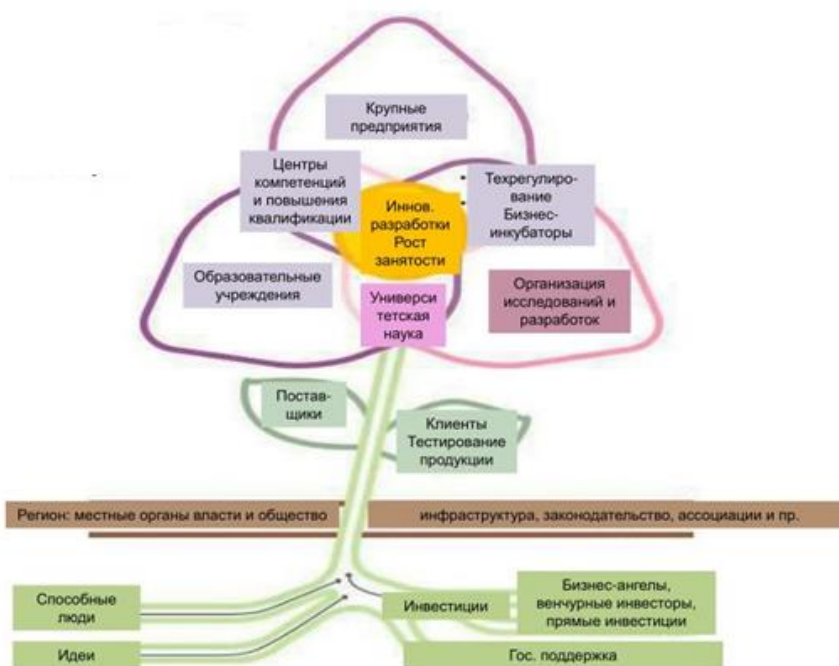 Крупные
предприятия
Центры
компетенций
и повышения
квалификации
Иннов.
разработки
Рост
занятости
Техрегулиро-
вание
Бизнес-
инкубаторы
Образовательные
учреждения
Универси
тетская
наука
Организация
исследований и
разработок
Постав-
щики
Клиенты
Тестирование
продукции
Регион: местные органы власти и общество
инфраструктура, законодательство, ассоциации и пр.
Способные
люди
Инвестиции
Бизнес-ангелы,
венчурные инвесторы,
прямые инвестиции
Идеи
Гос. поддержка